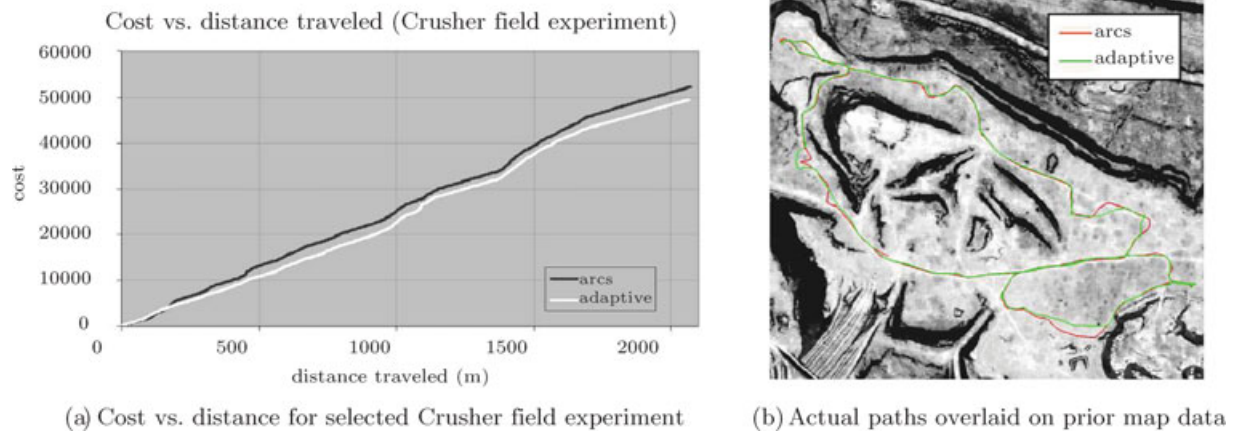 Cost vs. distance traveled (Crusher field experiment)
60000
50000
40000
30000
20000
10000
0
cost
arcs
adaptive
0 500 1000 1500 2000
distance traveled (m)
(a) Cost vs. distance for selected Crusher field experiment
arcs
adaptive
(b) Actual paths overlaid on prior map data